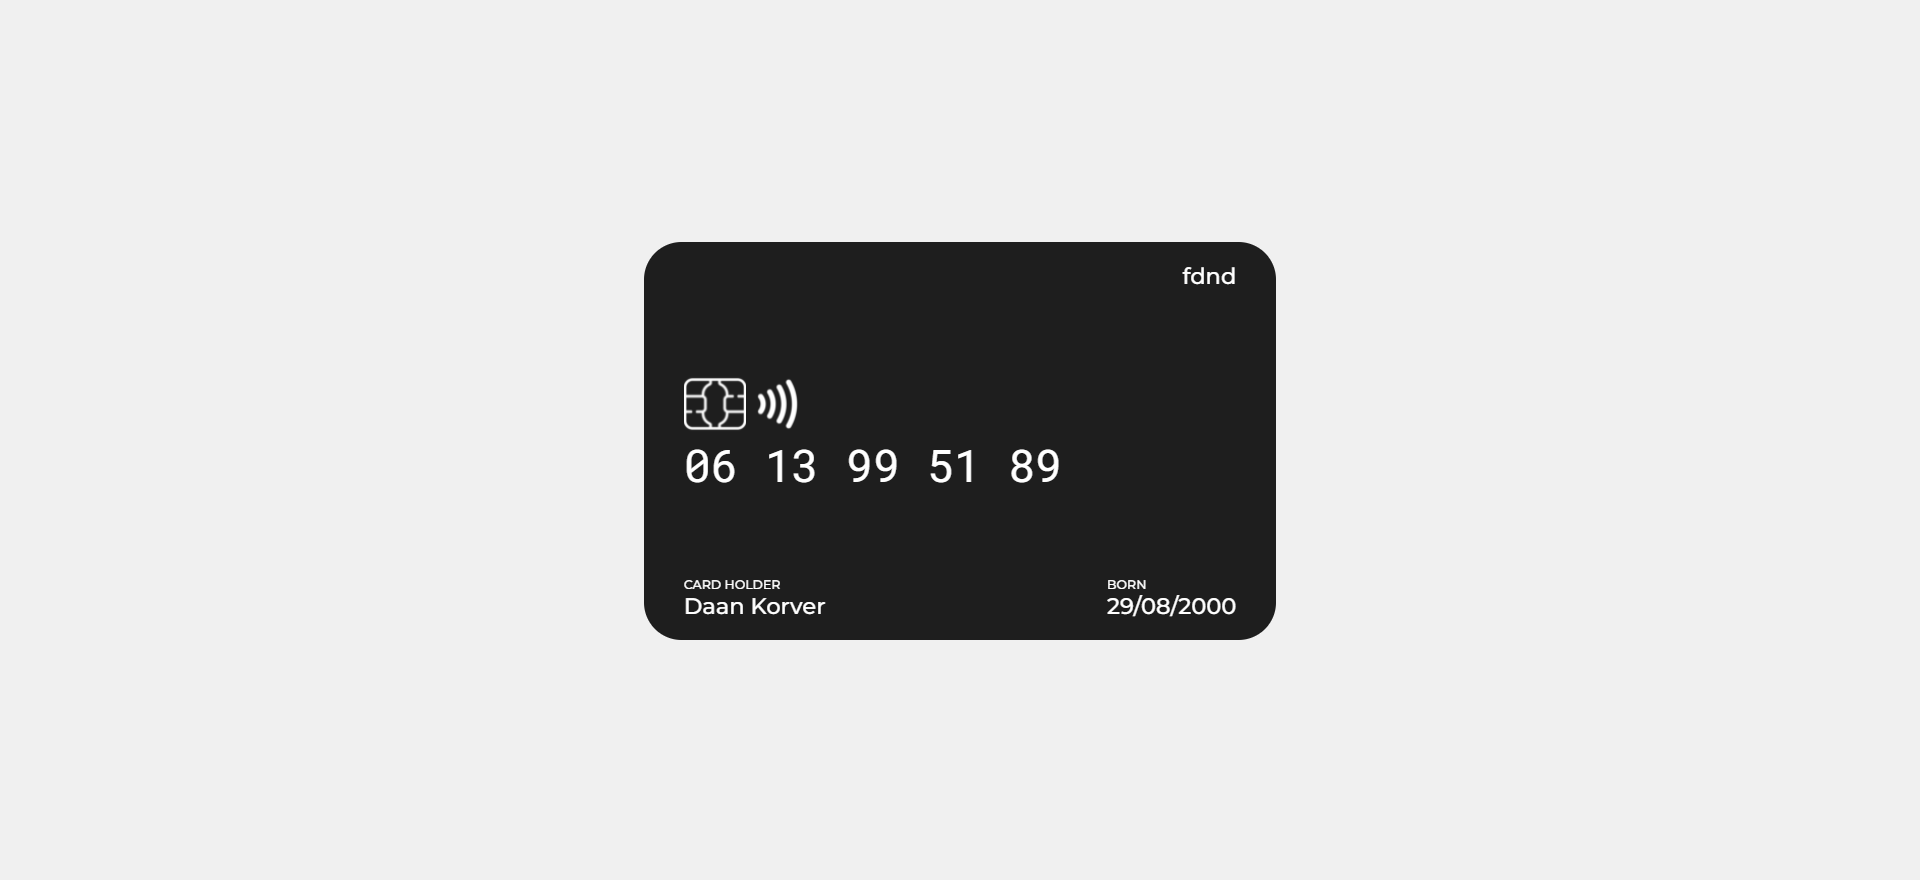 fdnd
06 13 99 51 89
CARD HOLDER
Daan Korver
BORN
29/08/2000